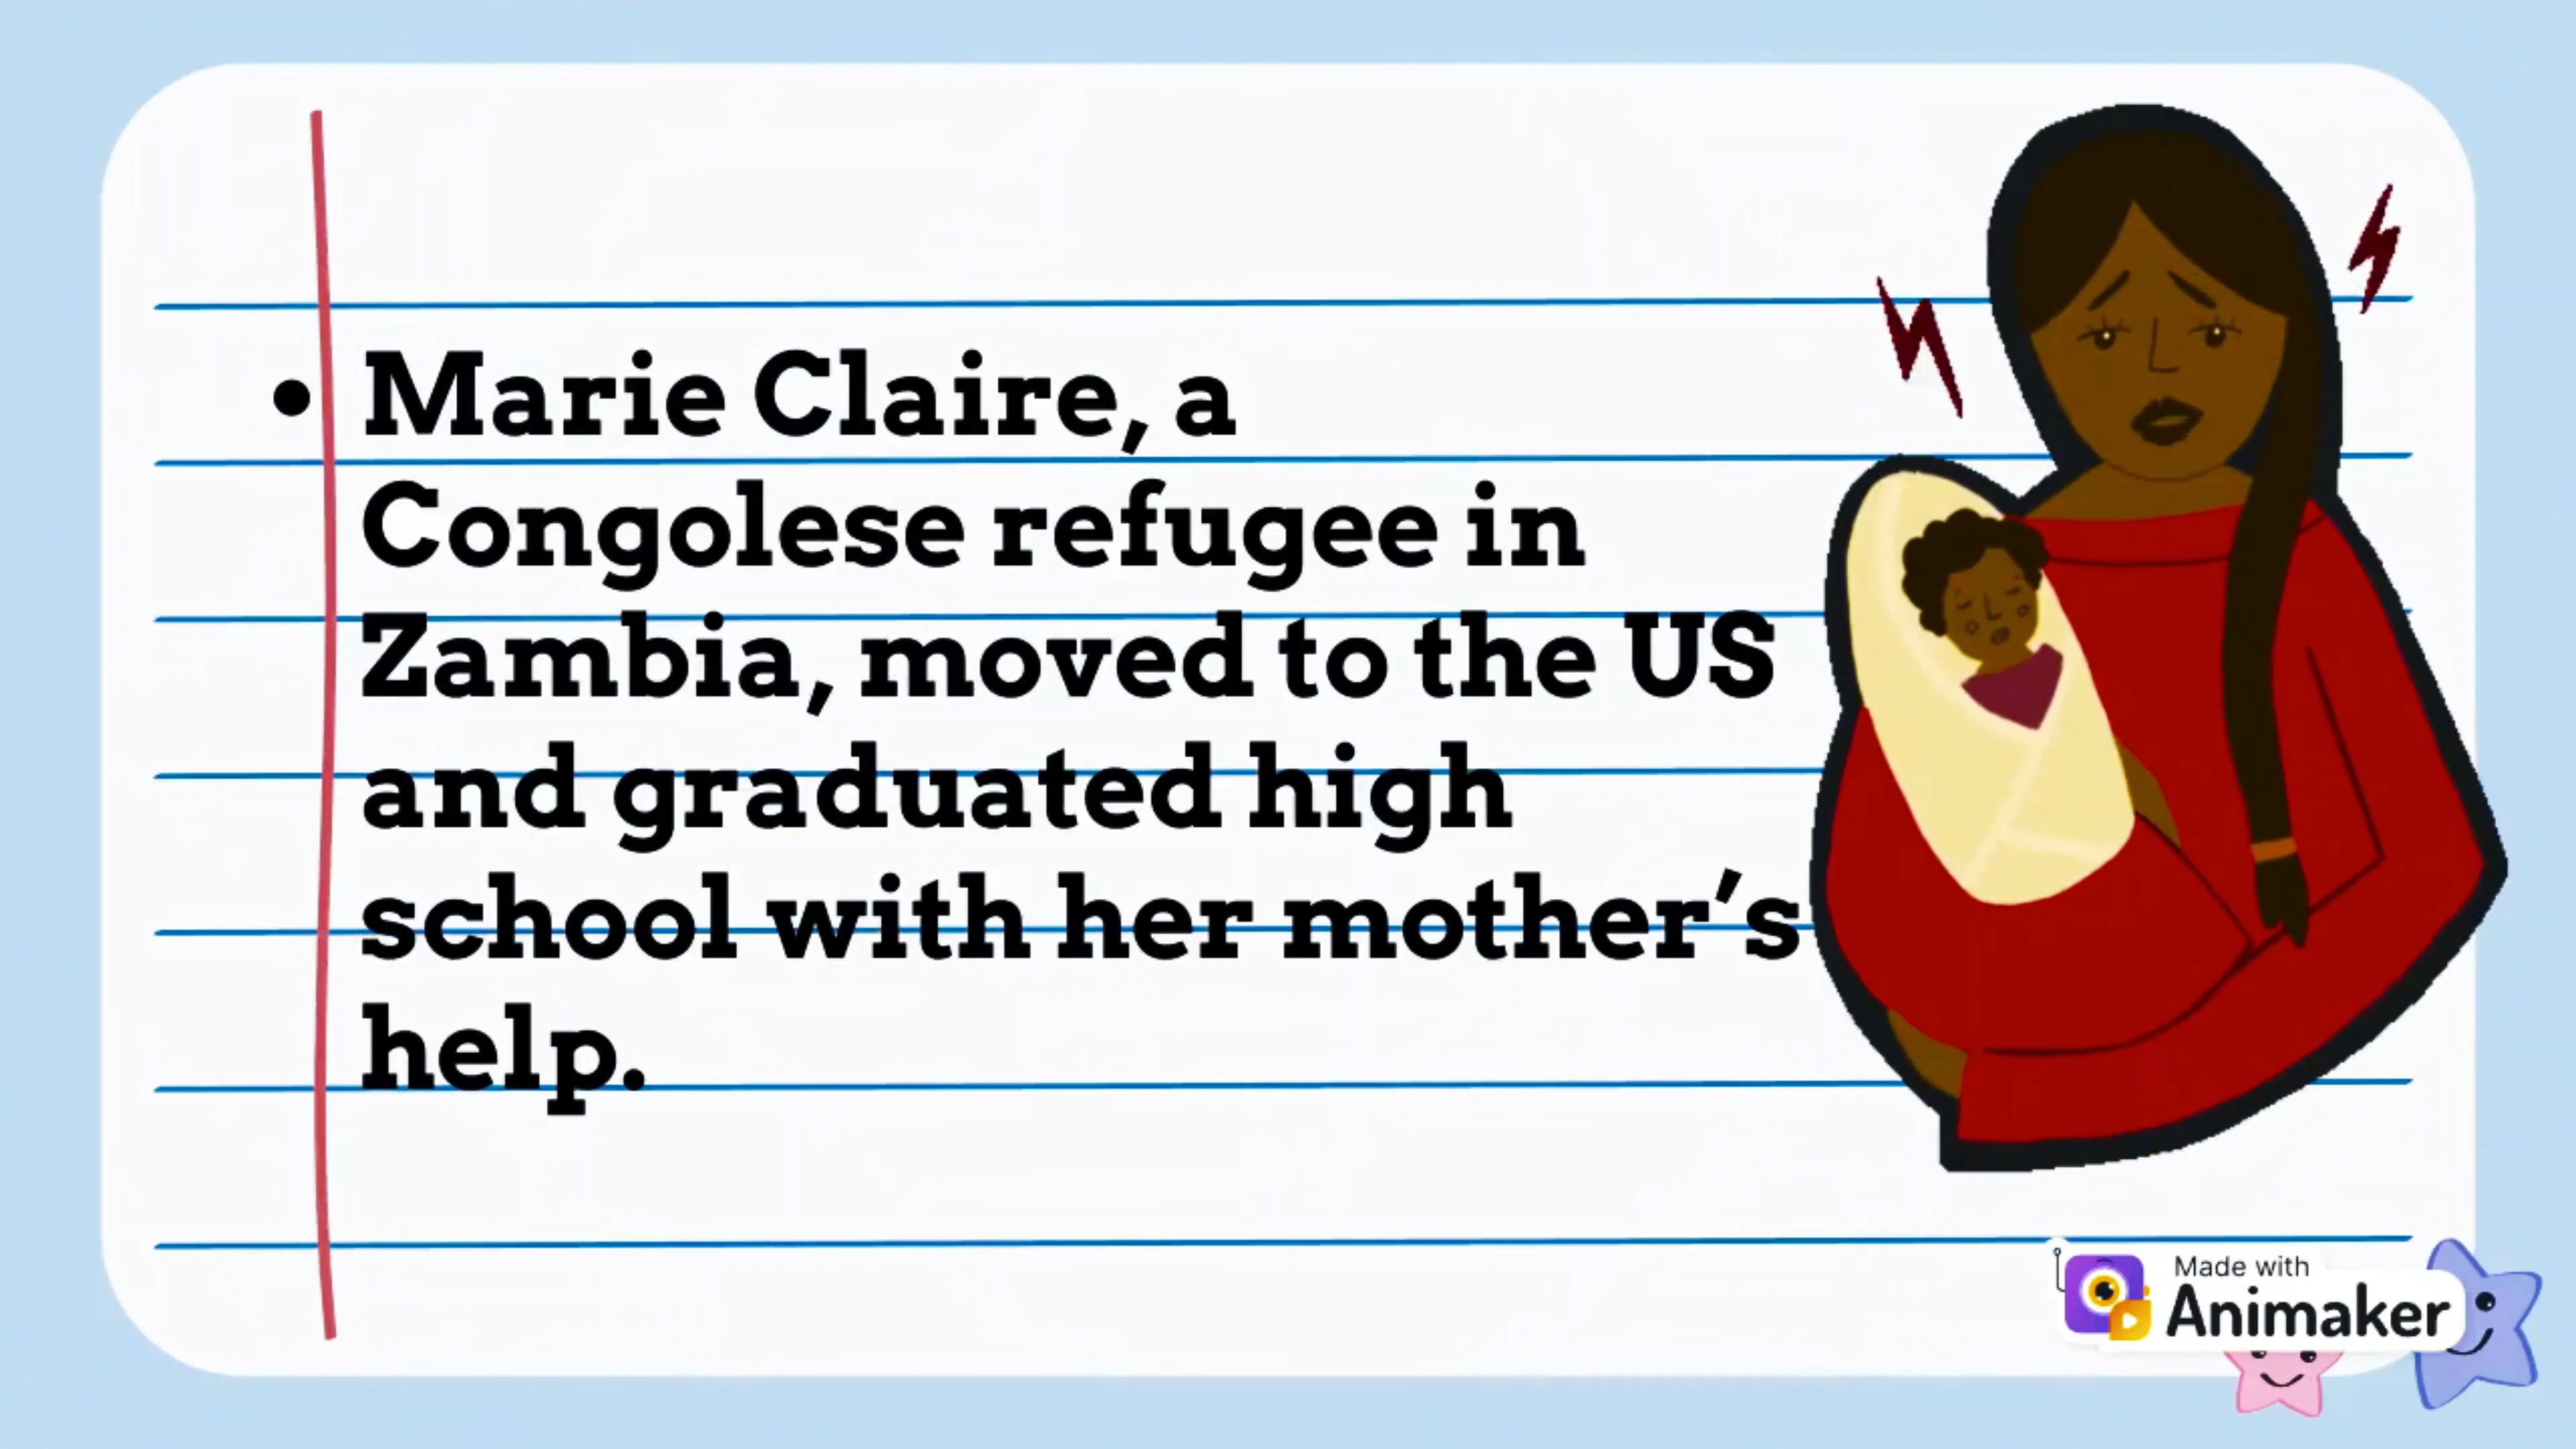 • Marie Claire, a
Congolese refugee in
Zambia, moved to the US
and graduated high
school with her mother’s
help.
Made with
Animaker